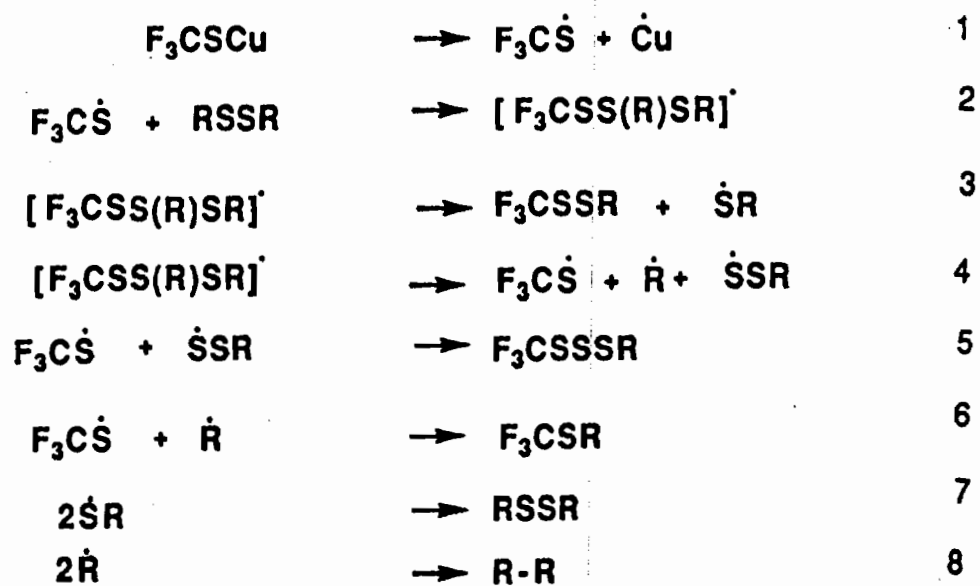 F₃CSCu → F₃CṠ + Ċu 1
F₃CṠ + RSSR → [ F₃CSS(R)SR]˙ 2
[ F₃CSS(R)SR]˙ → F₃CSSR + ṠR 3
[F₃CSS(R)SR]˙ → F₃CṠ + Ṙ + ṠSR 4
F₃CṠ + ṠSR → F₃CSSSR 5
F₃CṠ + Ṙ → F₃CSR 6
2ṠR → RSSR 7
2Ṙ → R-R 8